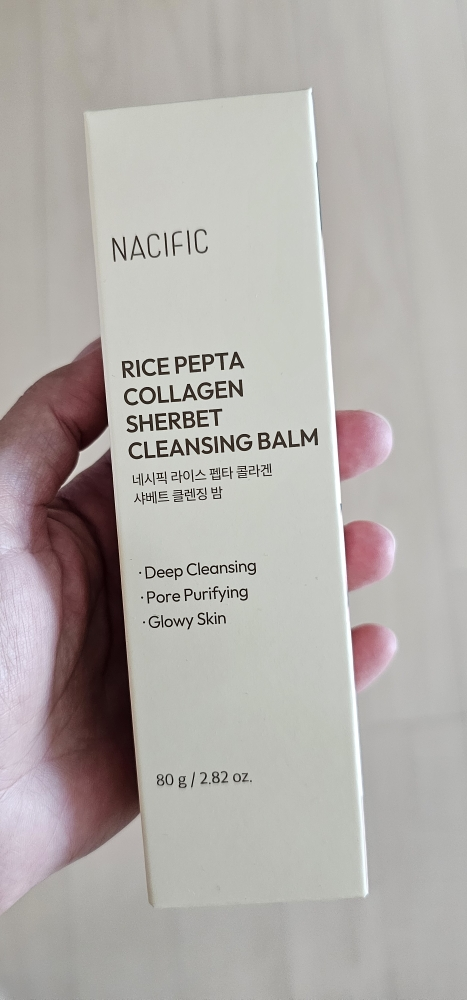 NACIFIC
RICE PEPTA
COLLAGEN
SHERBET
CLEANSING BALM
네시픽 라이스 펩타 콜라겐
샤베트 클렌징 밤
·Deep Cleansing
·Pore Purifying
·Glowy Skin
80 g / 2.82 oz.